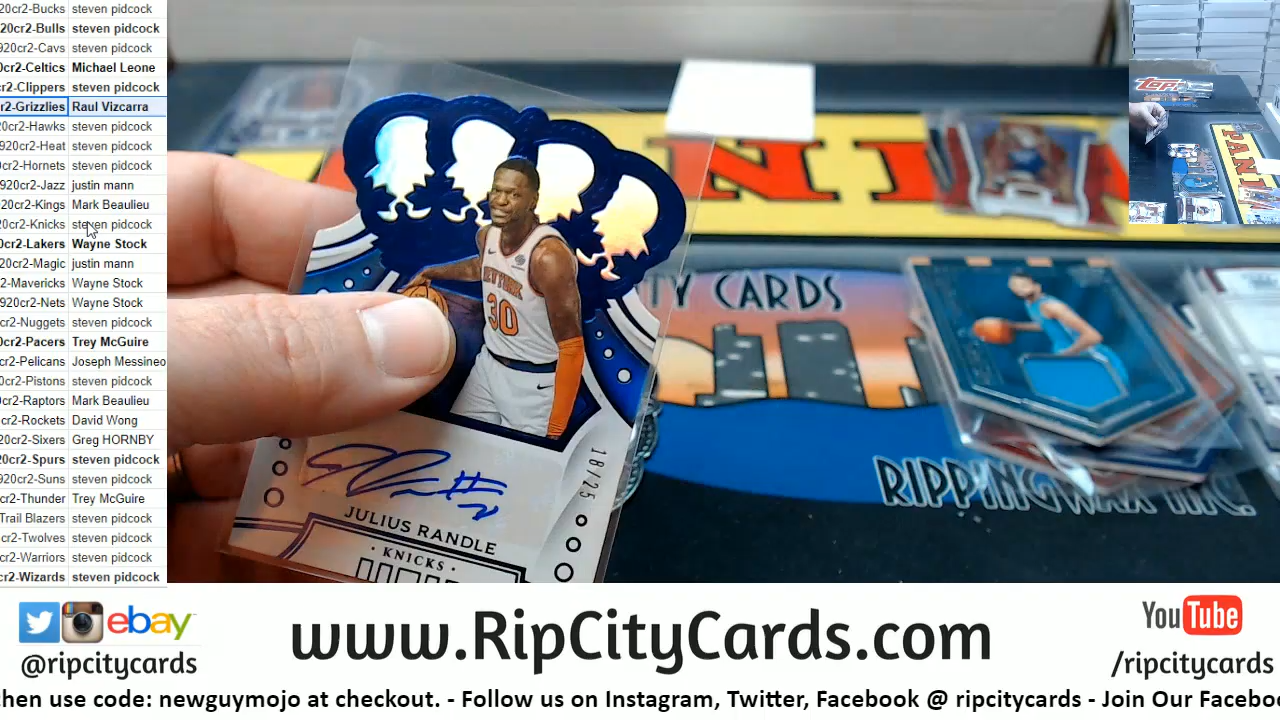 20cr2-Bucks steven pidcock
20cr2-Bulls steven pidcock
920cr2-Cavs steven pidcock
0cr2-Celtics Michael Leone
cr2-Clippers steven pidcock
r2-Grizzlies Raul Vizcarra
20cr2-Hawks steven pidcock
920cr2-Heat steven pidcock
cr2-Hornets steven pidcock
920cr2-Jazz justin mann
920cr2-Kings Mark Beaulieu
20cr2-Knicks steven pidcock
0cr2-Lakers Wayne Stock
20cr2-Magic justin mann
2-Mavericks Wayne Stock
920cr2-Nets Wayne Stock
cr2-Nuggets steven pidcock
0cr2-Pacers Trey McGuire
cr2-Pelicans Joseph Messineo
20cr2-Pistons steven pidcock
cr2-Raptors Mark Beaulieu
cr2-Rockets David Wong
20cr2-Sixers Greg HORNBY
20cr2-Spurs steven pidcock
920cr2-Suns steven pidcock
cr2-Thunder Trey McGuire
Trail Blazers steven pidcock
cr2-Twolves steven pidcock
cr2-Warriors steven pidcock
cr2-Wizards steven pidcock
NEW YORK
30
18/25
JULIUS RANDLE
• KNICKS •
NINI
TY CARDS
RIPPINGWAX INC.
Topps
PANINI
ebay
@ripcitycards
www.RipCityCards.com
YouTube
/ripcitycards
then use code: newguymojo at checkout. - Follow us on Instagram, Twitter, Facebook @ ripcitycards - Join Our Facebo